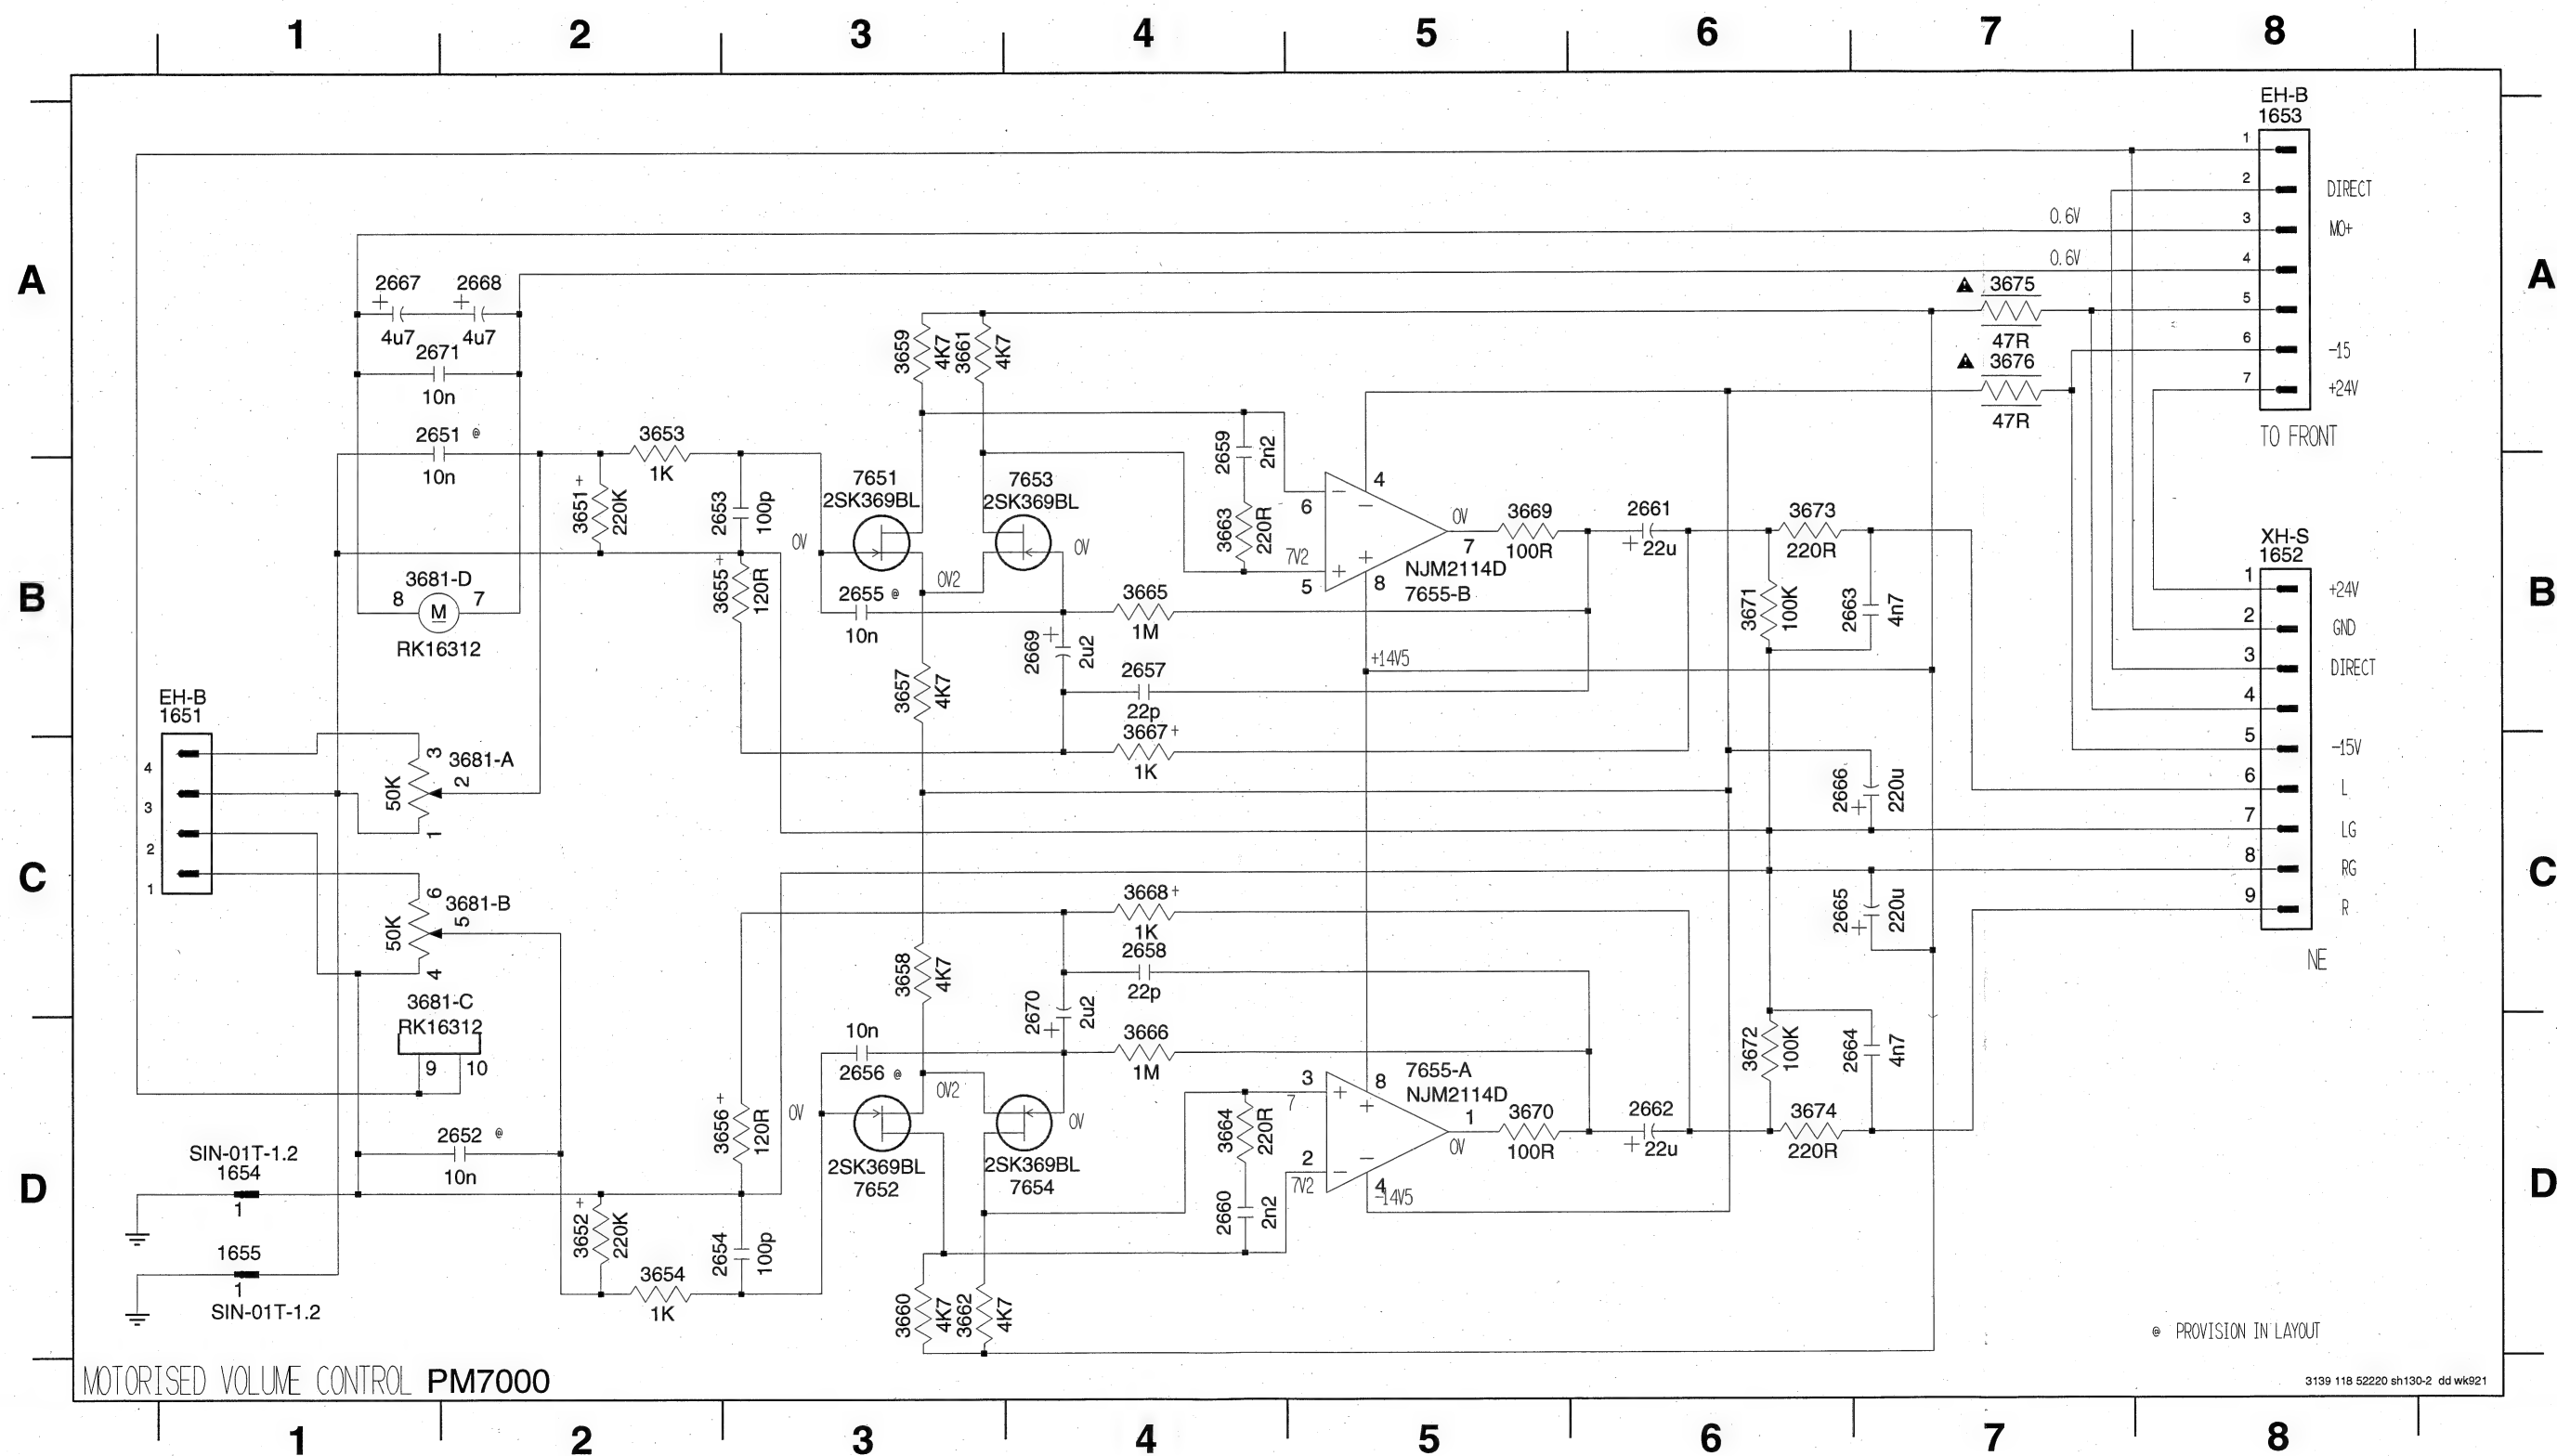 1 2 3 4 5 6 7 8
EH-B
1653
1
2 DIRECT
0.6V 3 MO+
A 0.6V 4 A
2667 2668 3675 5
4u7 4u7 3659 4K7 3661 4K7 47R 6 -15
2671 3676 7 +24V
10n 47R
TO FRONT
2651 @
10n
3653
1K
2659 2n2
3651 + 220K
2653 100p
7651
2SK369BL
7653
2SK369BL
6
4
− −
3663 220R
0V
7
3669
100R
2661
+ 22u
3673
220R
XH-S
1652
0V
0V
7V2
5
+ +
8
NJM2114D
7655-B
B B
3681-D
8 M 7
RK16312
3655 + 120R
0V2
2655 @
10n
3665
1M
3671 100K
2663 4n7
1 +24V
2 GND
3 DIRECT
4
5 -15V
6 L
7 LG
8 RG
9 R
NE
2669 + 2u2
3657 4K7
2657
22p
+14V5
3667 +
1K
EH-B
1651
4
3
2
1
3
50K 2 3681-A
1
2666 + 220u
C C
6
50K 5 3681-B
4
3668 +
1K
2658
22p
2665 + 220u
3658 4K7
2670 + 2u2
3681-C
RK16312
9 10
10n
2656 @
3666
1M
3672 100K
2664 4n7
0V2
0V
0V
3
7
+ +
8
7655-A
NJM2114D
1
0V
3656 + 120R
3664 220R
3670
100R
2662
+ 22u
3674
220R
2652 @
10n
2SK369BL
7652
2SK369BL
7654
2
7V2
− −
4
-14V5
SIN-01T-1.2
1654
1
D D
3652 + 220K
2654 100p
2660 2n2
1655
1
SIN-01T-1.2
3654
1K
3660 4K7 3662 4K7
@ PROVISION IN LAYOUT
MOTORISED VOLUME CONTROL PM7000
3139 118 52220 sh130-2 dd wk921
1 2 3 4 5 6 7 8